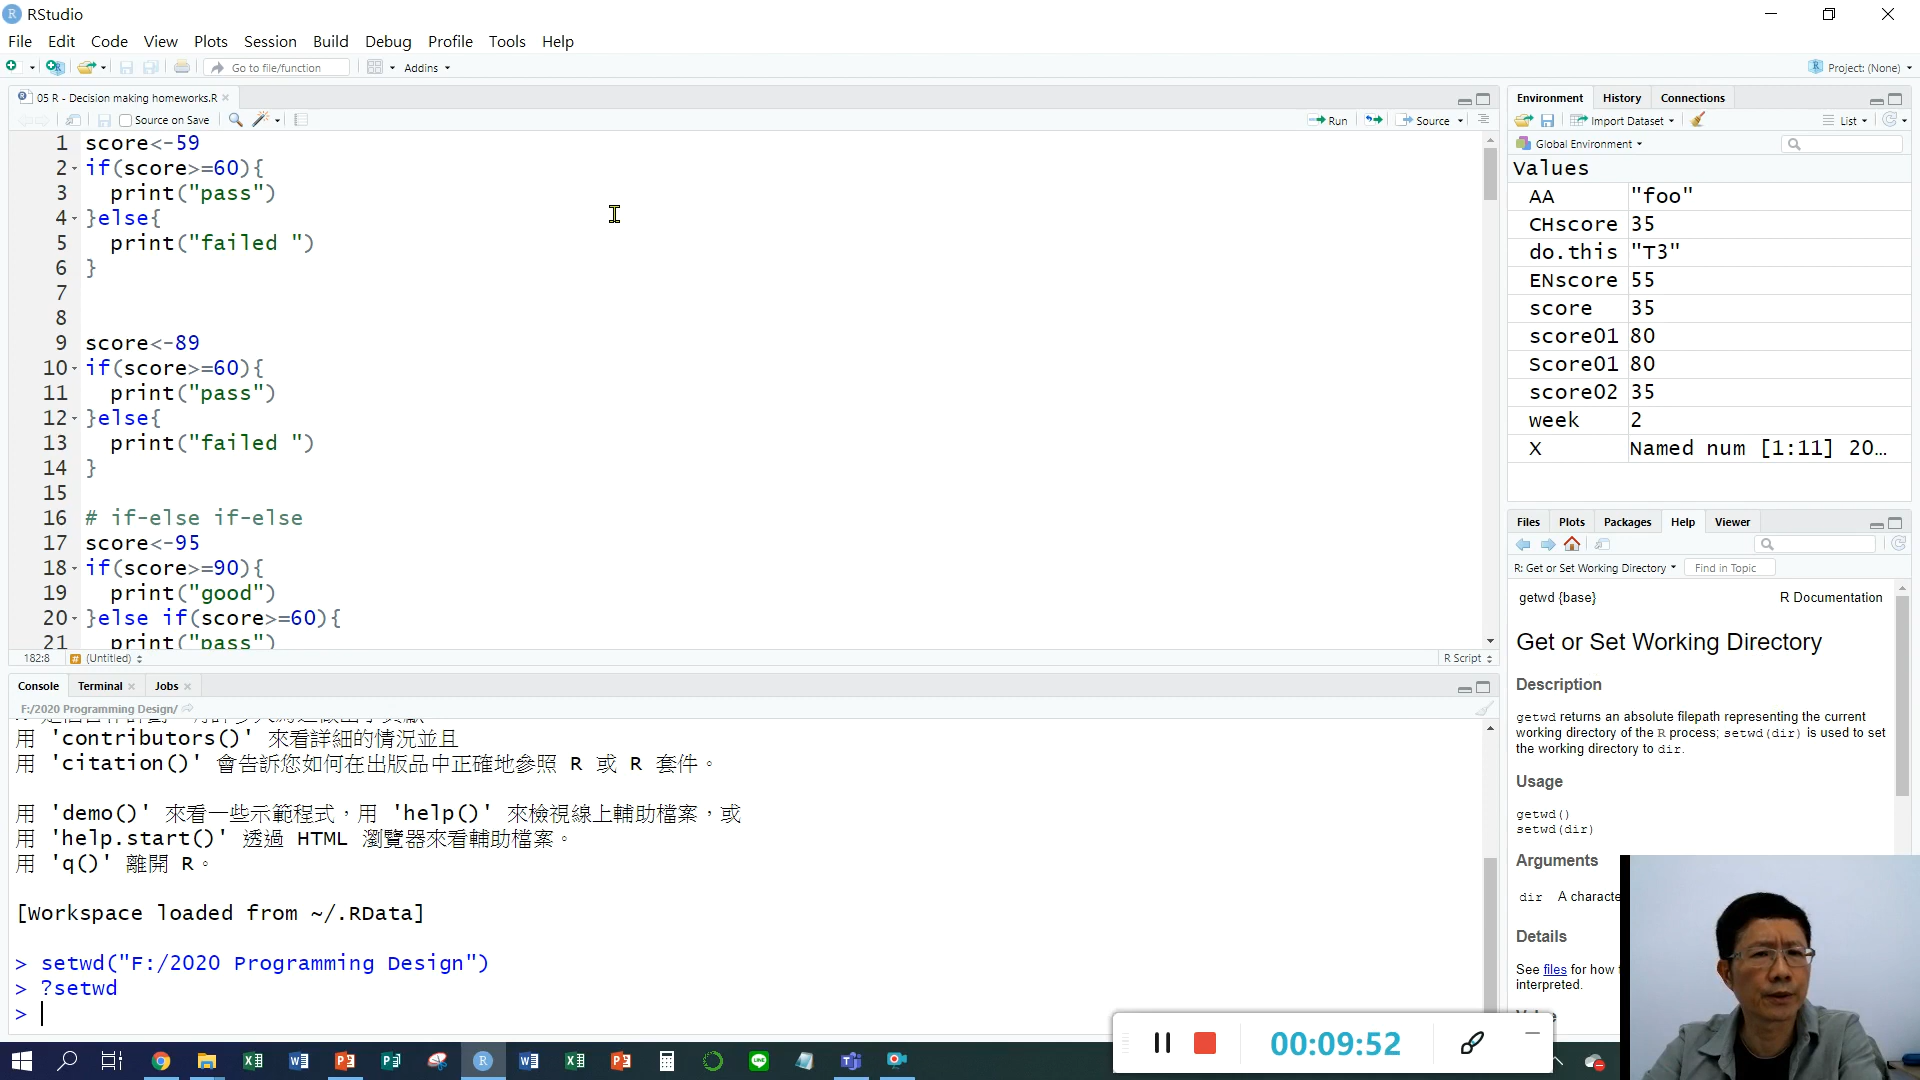 RStudio
File Edit Code View Plots Session Build Debug Profile Tools Help
Go to file/function Addins Project: (None)
05 R - Decision making homeworks.R
Source on Save Run Source
1 score<-59
2 if(score>=60){
3 print("pass")
4 }else{
5 print("failed ")
6 }
7
8
9 score<-89
10 if(score>=60){
11 print("pass")
12 }else{
13 print("failed ")
14 }
15
16 # if-else if-else
17 score<-95
18 if(score>=90){
19 print("good")
20 }else if(score>=60){
21 print("pass")
182:8 (Untitled) R Script
Console Terminal Jobs
F:/2020 Programming Design/
用 'contributors()' 來看詳細的情況並且
用 'citation()' 會告訴您如何在出版品中正確地參照 R 或 R 套件。
用 'demo()' 來看一些示範程式，用 'help()' 來檢視線上輔助檔案，或
用 'help.start()' 透過 HTML 瀏覽器來看輔助檔案。
用 'q()' 離開 R。
[Workspace loaded from ~/.RData]
> setwd("F:/2020 Programming Design")
> ?setwd
>
Environment History Connections
Import Dataset List
Global Environment
Values
AA "foo"
CHscore 35
do.this "T3"
ENscore 55
score 35
score01 80
Score01 80
score02 35
week 2
X Named num [1:11] 20…
Files Plots Packages Help Viewer
R: Get or Set Working Directory Find in Topic
getwd {base} R Documentation
Get or Set Working Directory
Description
getwd returns an absolute filepath representing the current
working directory of the R process; setwd(dir) is used to set
the working directory to dir.
Usage
getwd()
setwd(dir)
Arguments
dir A characte
Details
See files for how
interpreted.
00:09:52